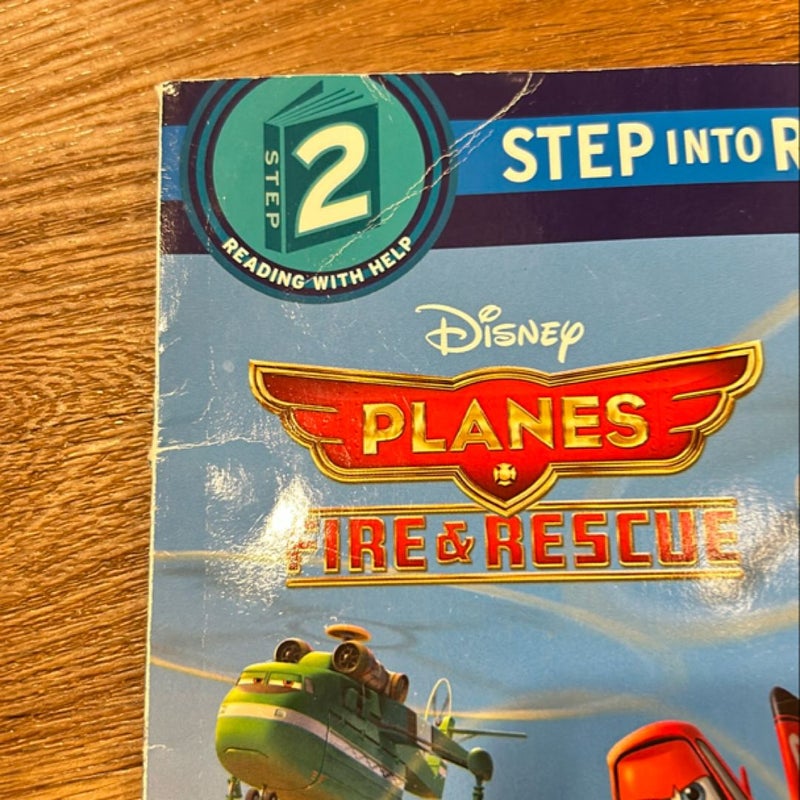 STEP
2
READING WITH HELP
STEP INTO R
DISNEY
PLANES
FIRE & RESCUE